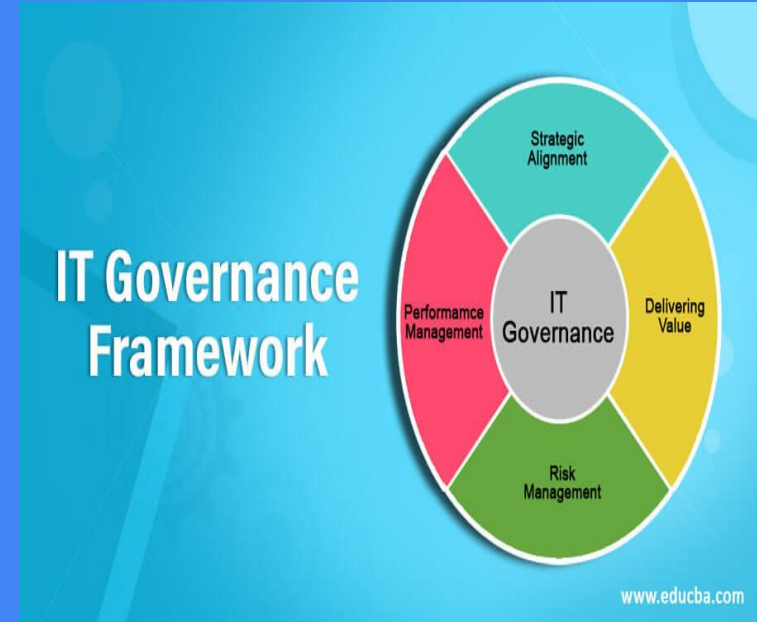 IT Governance
Framework
Strategic
Alignment
Performamce
Management
IT
Governance
Delivering
Value
Risk
Management
www.educba.com